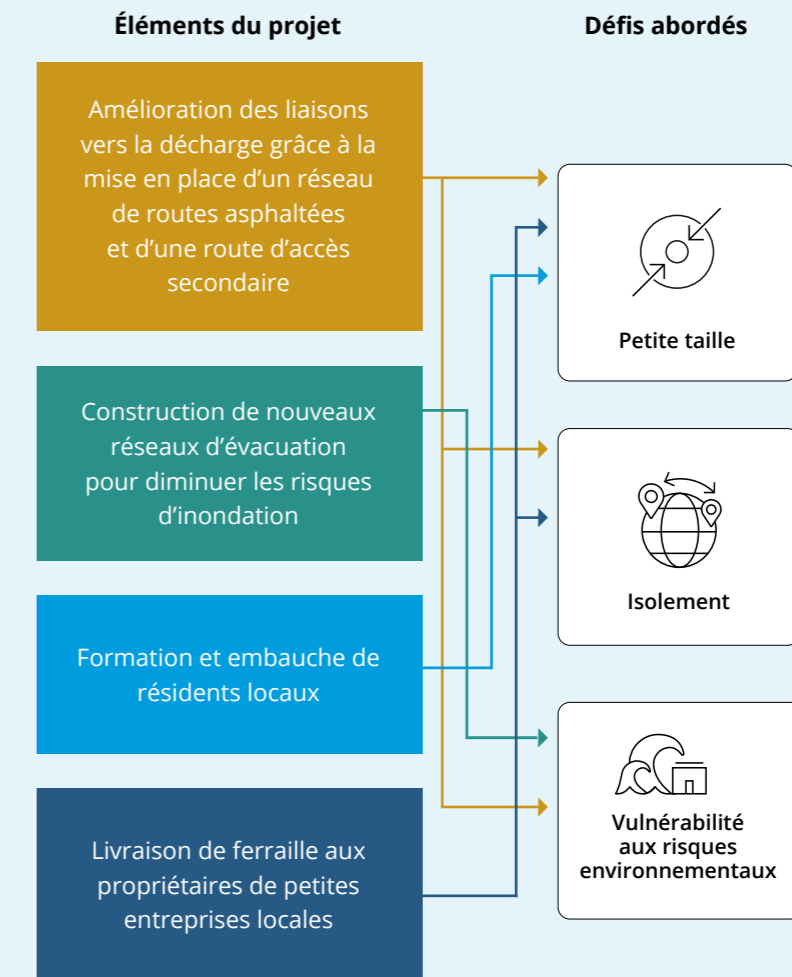 Éléments du projet
Défis abordés
Amélioration des liaisons
vers la décharge grâce à la
mise en place d’un réseau
de routes asphaltées
et d’une route d’accès
secondaire
Construction de nouveaux
réseaux d’évacuation
pour diminuer les risques
d’inondation
Formation et embauche de
résidents locaux
Livraison de ferraille aux
propriétaires de petites
entreprises locales
Petite taille
Isolement
Vulnérabilité
aux risques
environnementaux